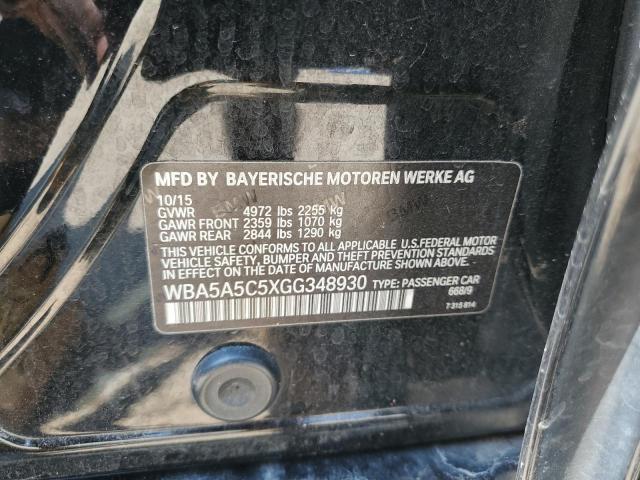 MFD BY BAYERISCHE MOTOREN WERKE AG
10/15
GVWR 4972 lbs 2255 kg
GAWR FRONT 2359 lbs 1070 kg
GAWR REAR 2844 lbs 1290 kg
THIS VEHICLE CONFORMS TO ALL APPLICABLE U.S.FEDERAL MOTOR
VEHICLE SAFETY, BUMPER AND THEFT PREVENTION STANDARDS
IN EFFECT ON THE DATE OF MANUFACTURE SHOWN ABOVE.
WBA5A5C5XGG348930 TYPE: PASSENGER CAR
668/9
7 315 814